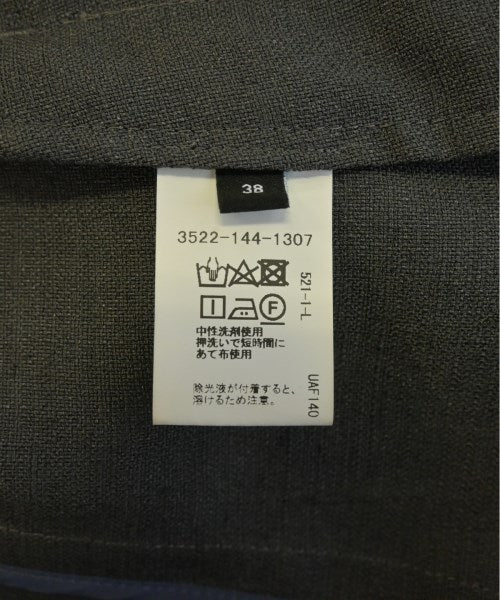 38
3522-144-1307
F
中性洗剤使用
押洗いで短時間に
あて布使用
除光液が付着すると、
溶けるため注意。
521-1-L
UAF140